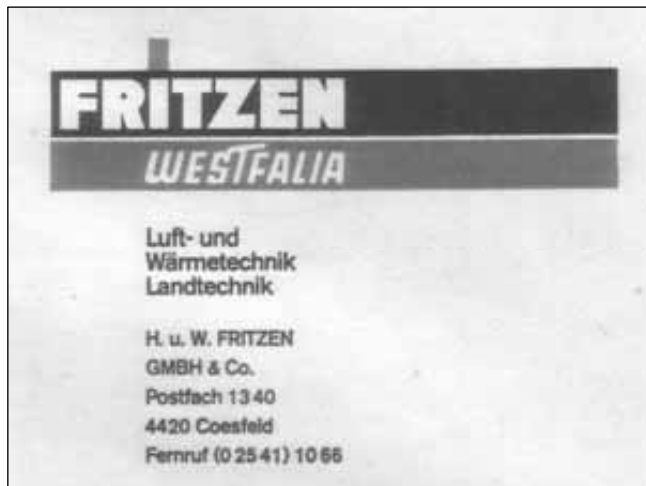 FRITZEN
WESTFALIA
Luft- und
Wärmetechnik
Landtechnik
H. u. W. FRITZEN
GMBH & Co.
Postfach 13 40
4420 Coesfeld
Fernruf (0 25 41) 10 66